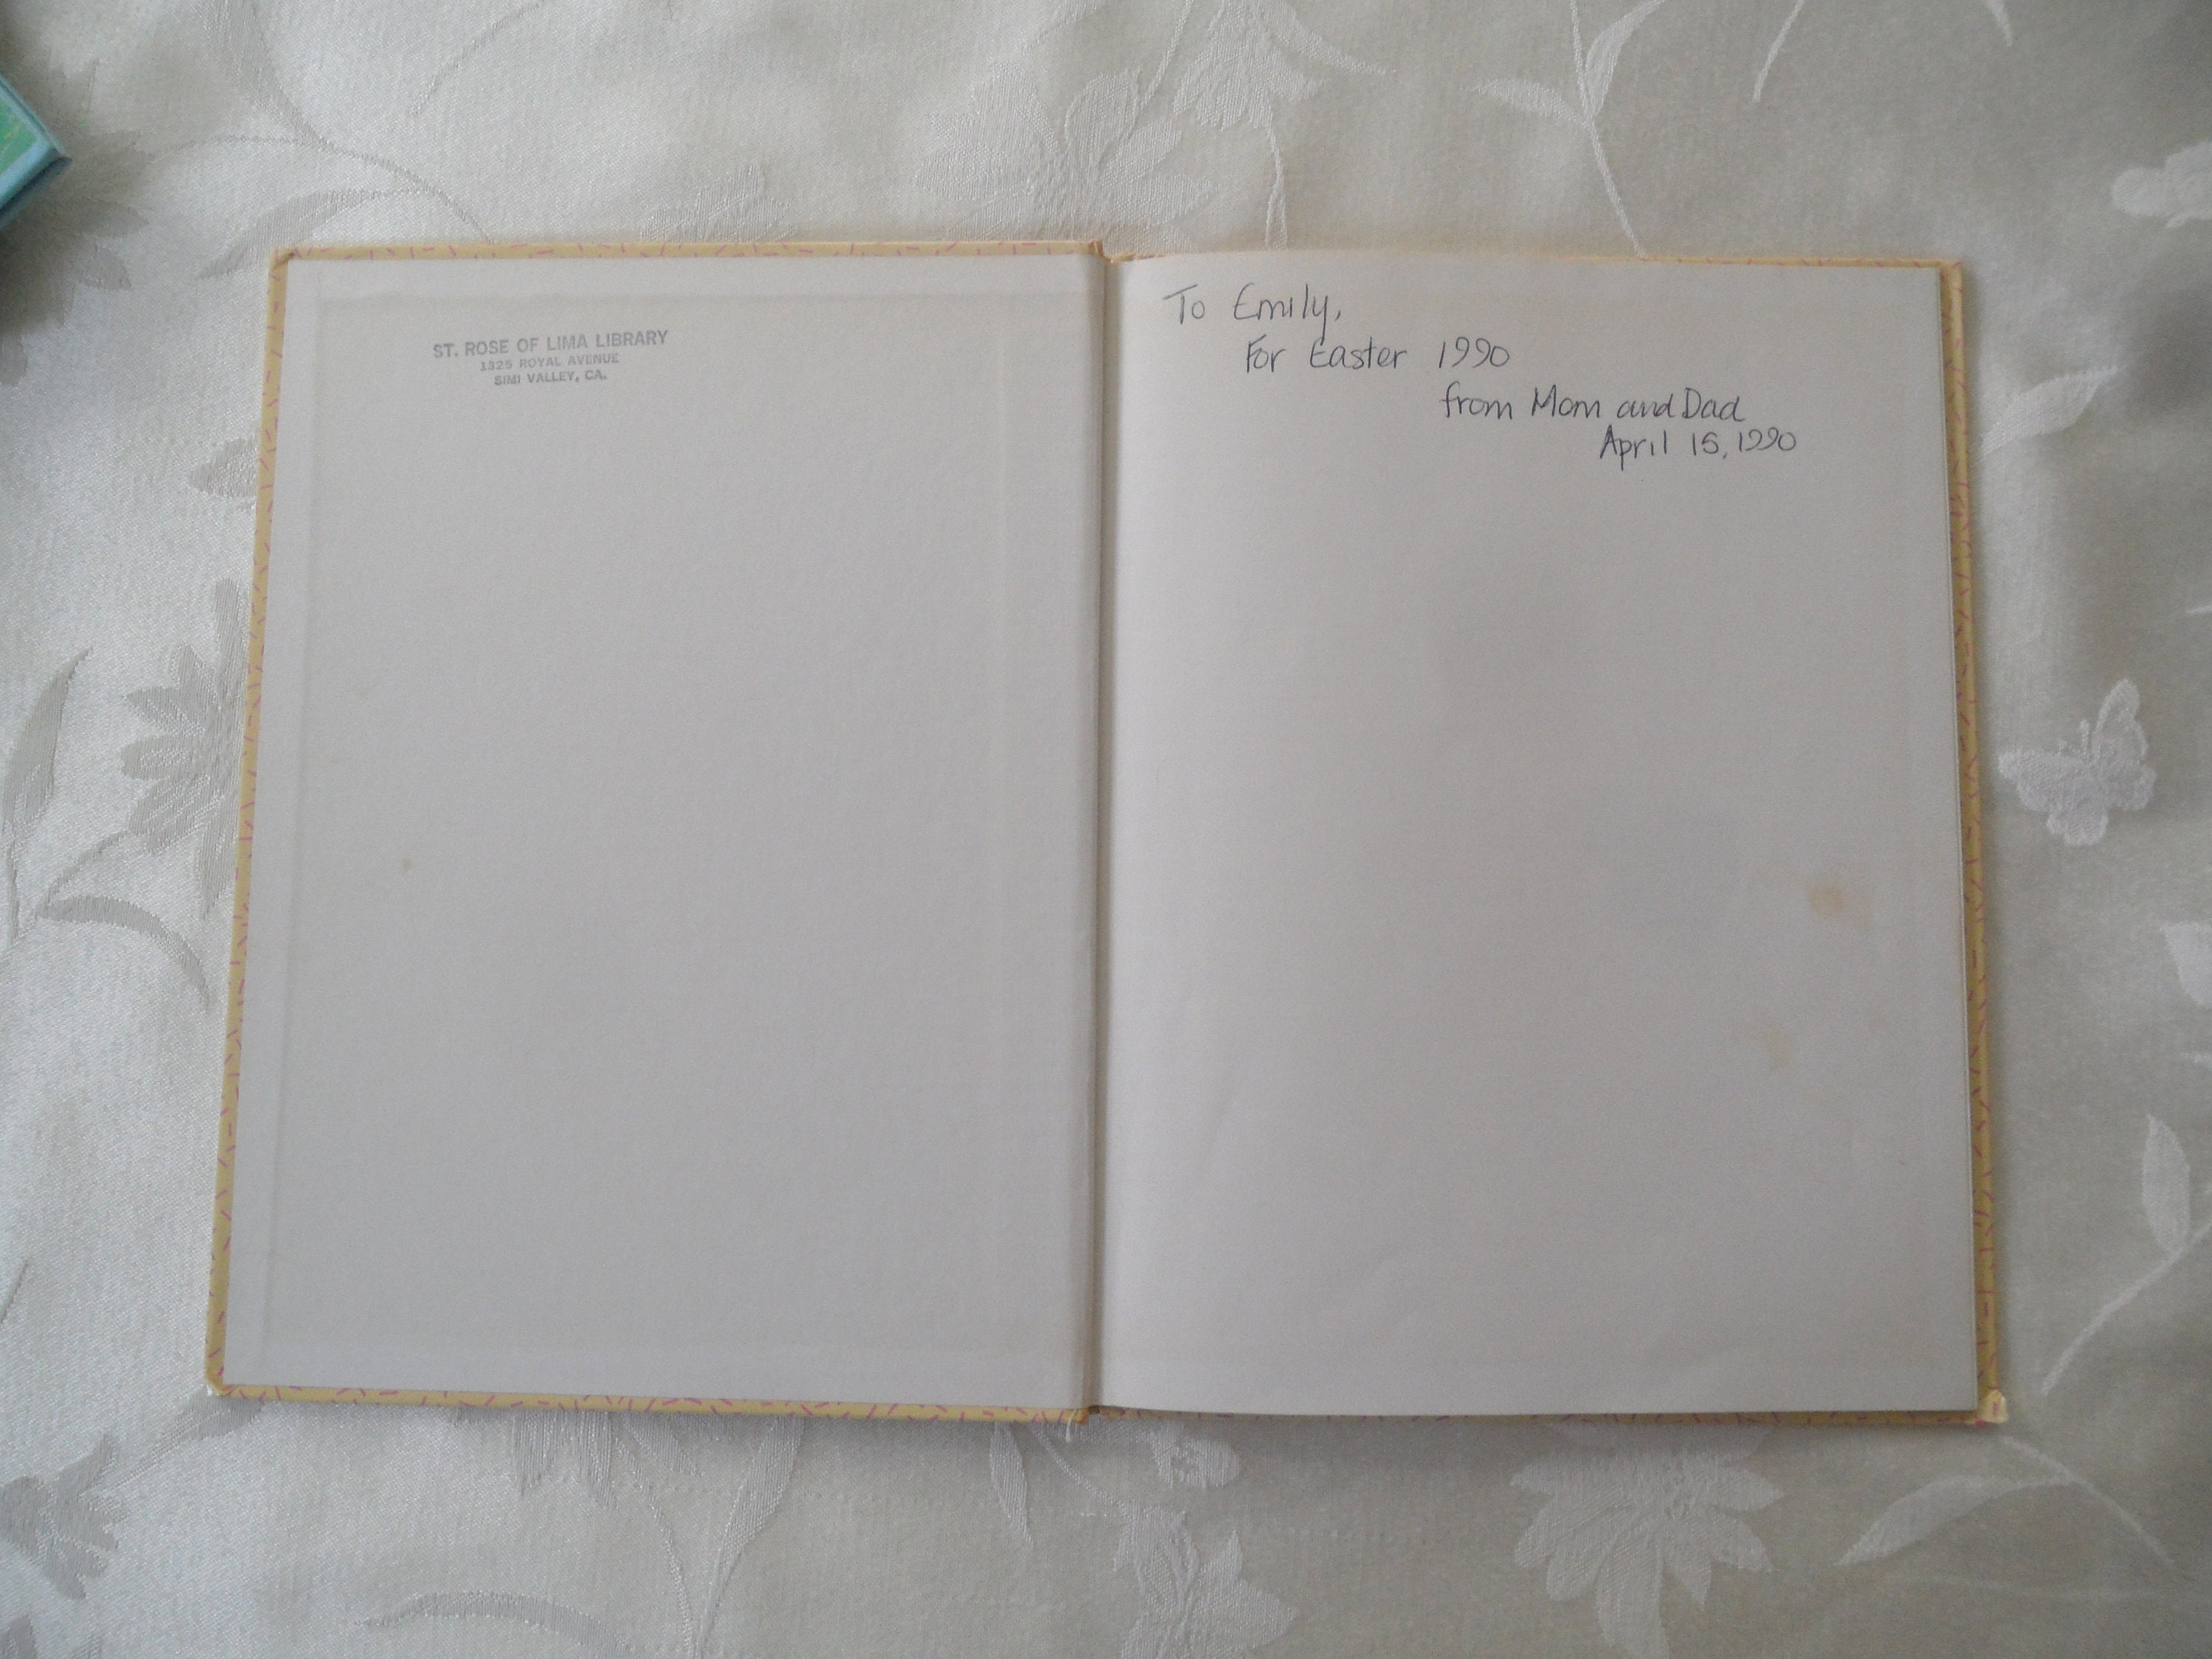 ST. ROSE OF LIMA LIBRARY
1325 ROYAL AVENUE
SIMI VALLEY, CA.
To Emily,
For Easter 1990
from Mom and Dad
April 15, 1990